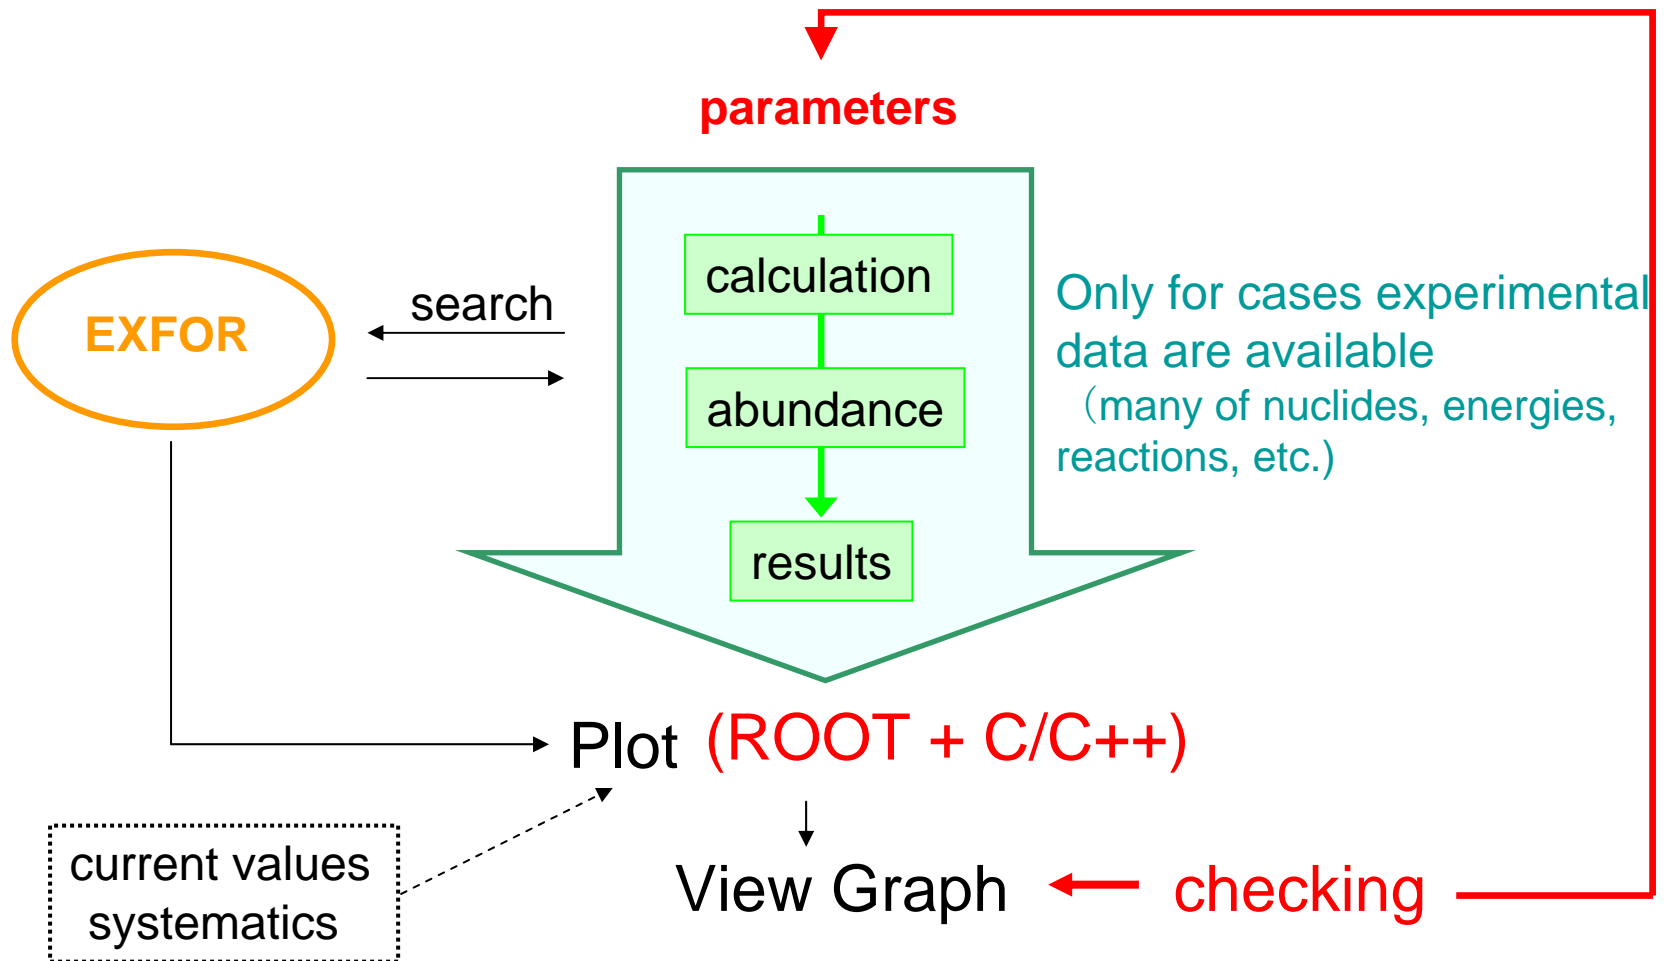 parameters
calculation
search
EXFOR
abundance
results
Only for cases experimental
data are available
（many of nuclides, energies,
reactions, etc.)
Plot (ROOT + C/C++)
current values
systematics
View Graph
checking